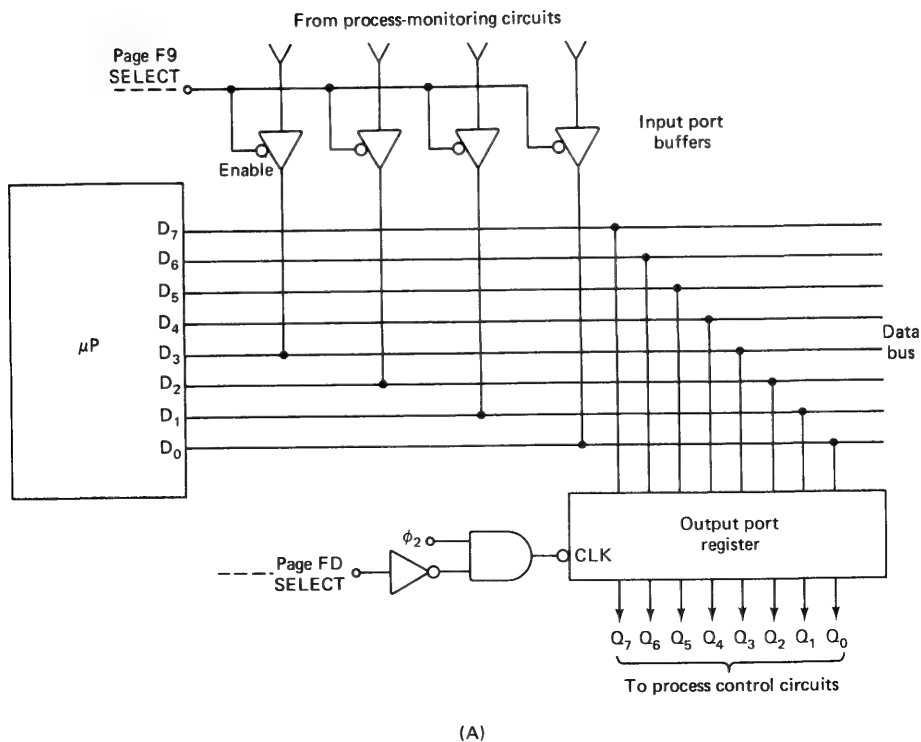 From process-monitoring circuits
Page F9
SELECT
Enable
Input port
buffers
μP
D₇
D₆
D₅
D₄
D₃
D₂
D₁
D₀
Data
bus
Output port
register
ϕ₂
CLK
Page FD
SELECT
Q₇ Q₆ Q₅ Q₄ Q₃ Q₂ Q₁ Q₀
To process control circuits
(A)